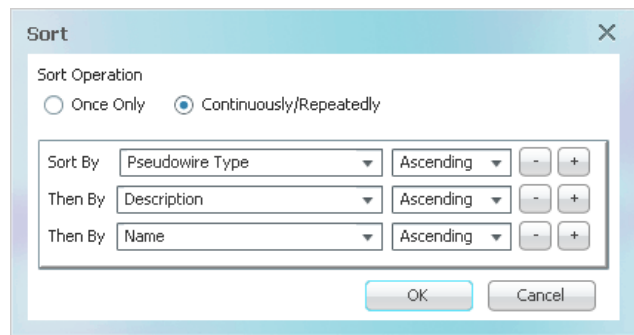 Sort
Sort Operation
Once Only Continuously/Repeatedly
Sort By Pseudowire Type Ascending - +
Then By Description Ascending - +
Then By Name Ascending - +
OK Cancel